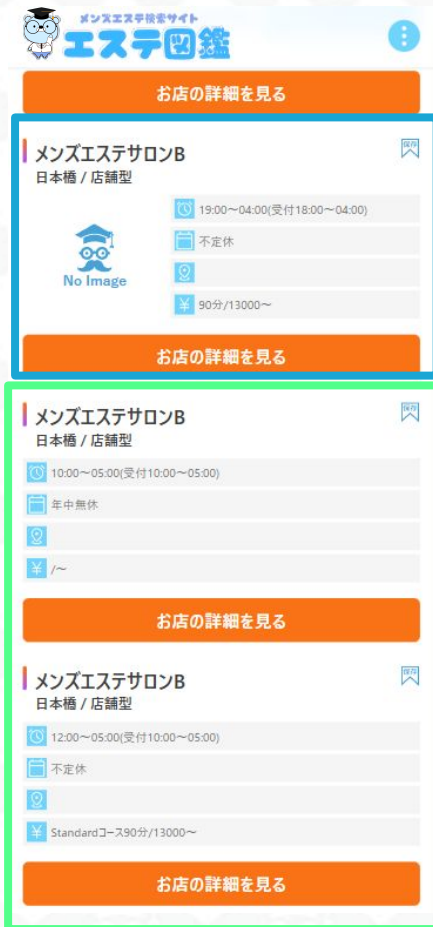 メンズエステ検索サイト
エステ図鑑
お店の詳細を見る
メンズエステサロンB
保存
日本橋 / 店舗型
19:00〜04:00(受付18:00〜04:00)
不定休
No Image
¥ 90分/13000〜
お店の詳細を見る
メンズエステサロンB
保存
日本橋 / 店舗型
10:00〜05:00(受付10:00〜05:00)
年中無休
¥ /〜
お店の詳細を見る
メンズエステサロンB
保存
日本橋 / 店舗型
12:00〜05:00(受付10:00〜05:00)
不定休
¥ Standardコース90分/13000〜
お店の詳細を見る